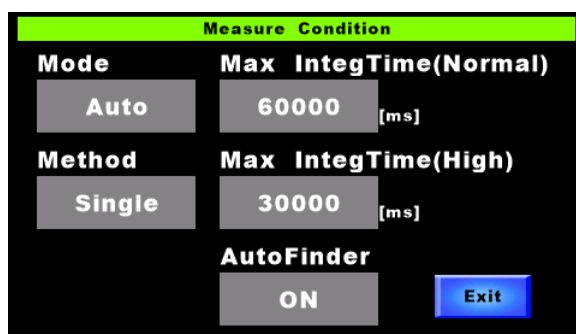 Measure Condition
Mode
Max IntegTime(Normal)
Auto
60000
[ms]
Method
Max IntegTime(High)
Single
30000
[ms]
AutoFinder
ON
Exit